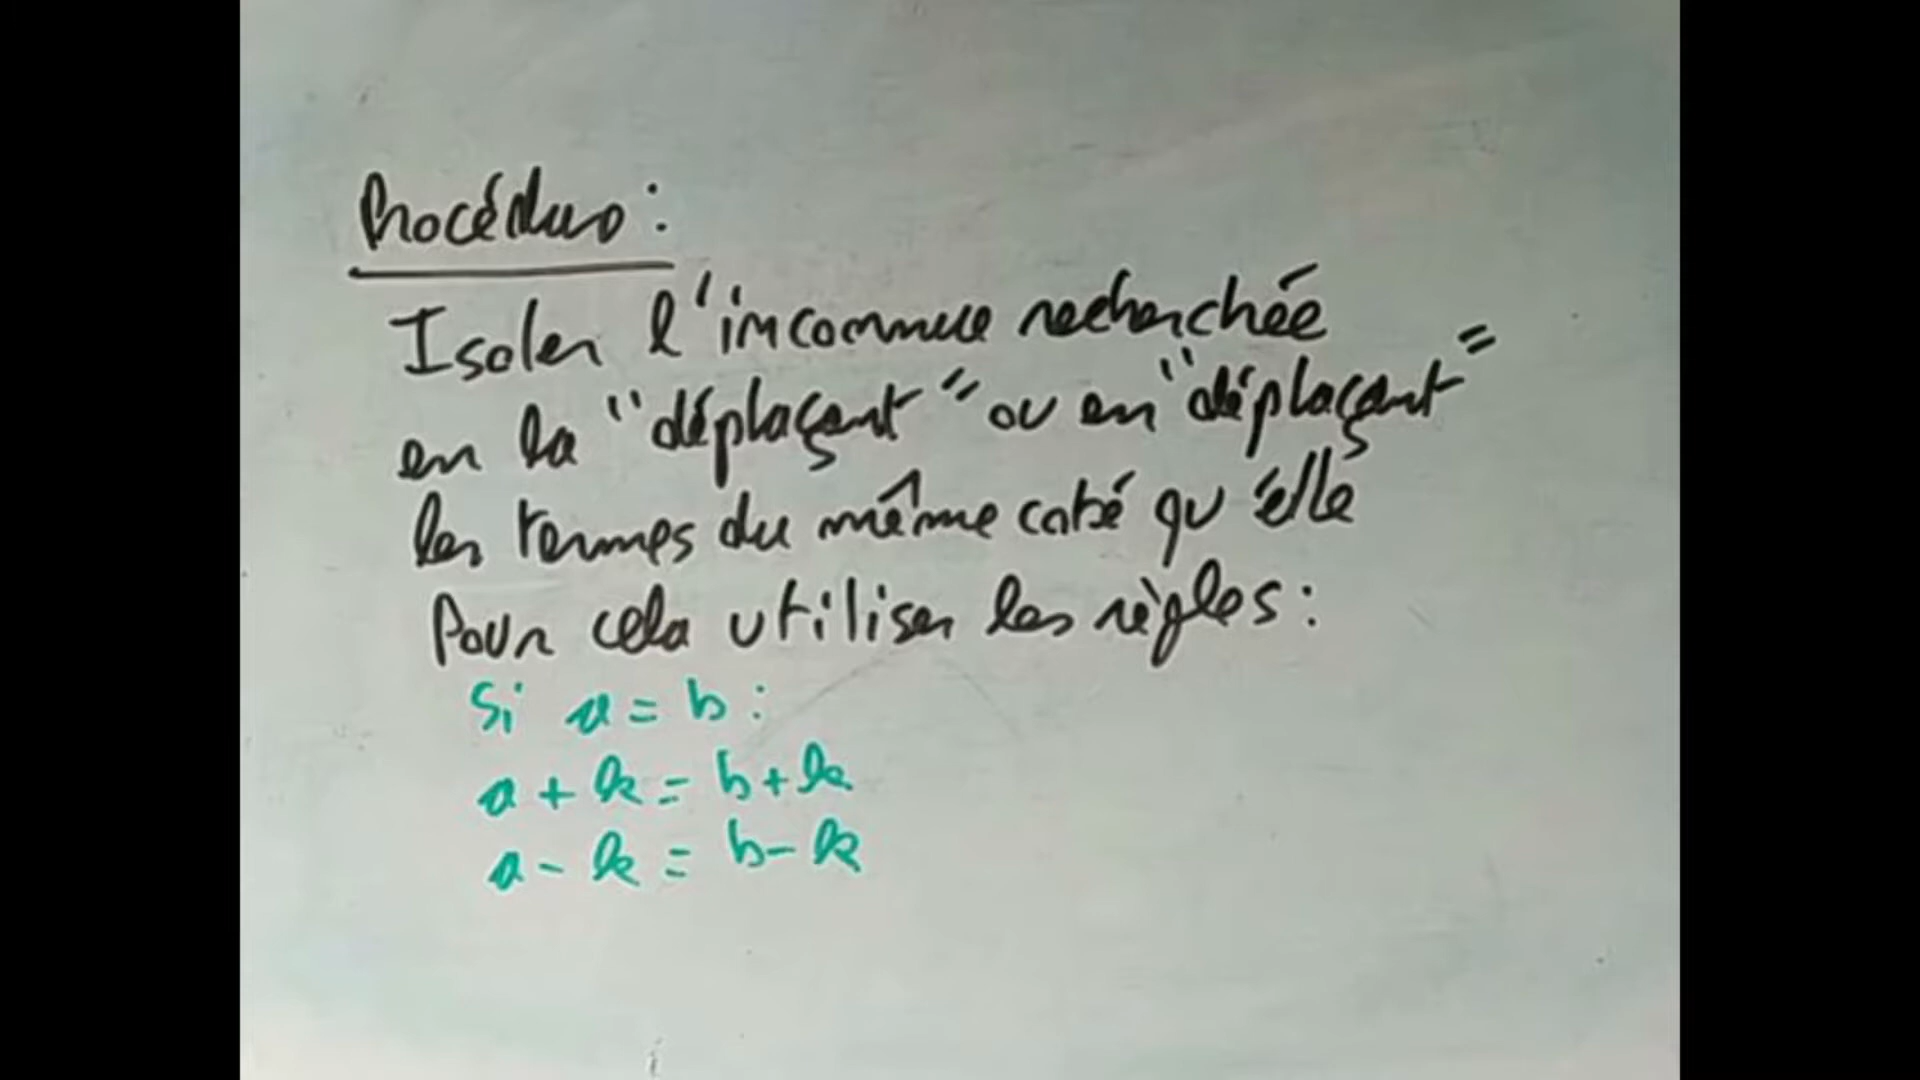 Procédure :
Isoler l'inconnue recherchée
en la "déplaçant" ou en "déplaçant"
les termes du même coté qu'elle
Pour cela utiliser les règles :
Si a = b :
a + k = b + k
a - k = b - k